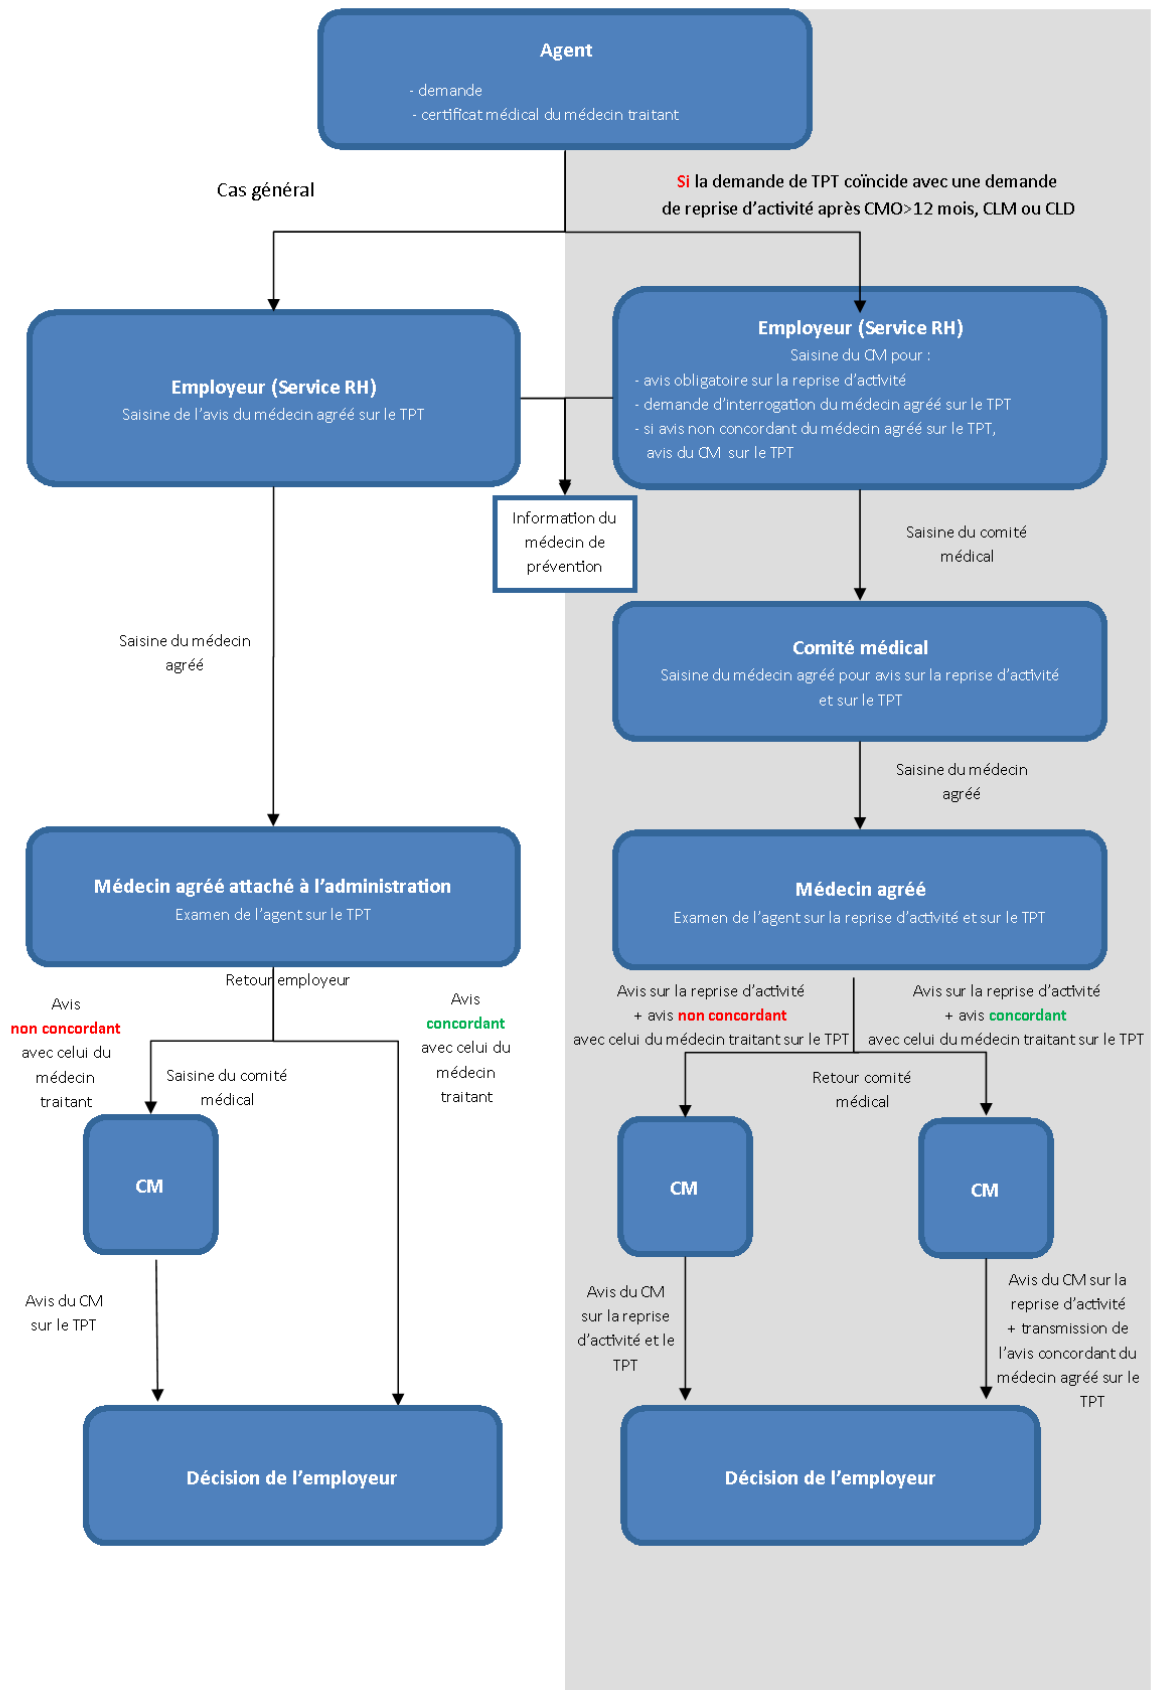 Agent
- demande
- certificat médical du médecin traitant
Cas général
Si la demande de TPT coïncide avec une demande
de reprise d'activité après CMO>12 mois, CLM ou CLD
Employeur (Service RH)
Saisine de l'avis du médecin agréé sur le TPT
Employeur (Service RH)
Saisine du CM pour :
- avis obligatoire sur la reprise d'activité
- demande d'interrogation du médecin agréé sur le TPT
- si avis non concordant du médecin agréé sur le TPT,
avis du CM sur le TPT
Information du
médecin de
prévention
Saisine du comité
médical
Saisine du médecin
agréé
Comité médical
Saisine du médecin agréé pour avis sur la reprise d'activité
et sur le TPT
Saisine du médecin
agréé
Médecin agréé attaché à l'administration
Examen de l'agent sur le TPT
Médecin agréé
Examen de l'agent sur la reprise d'activité et sur le TPT
Retour employeur
Avis
non concordant
avec celui du
médecin
traitant
Avis
concordant
avec celui du
médecin
traitant
Saisine du comité
médical
Avis sur la reprise d'activité
+ avis non concordant
avec celui du médecin traitant sur le TPT
Avis sur la reprise d'activité
+ avis concordant
avec celui du médecin traitant sur le TPT
Retour comité
médical
CM
CM
CM
Avis du CM
sur le TPT
Avis du CM
sur la reprise
d'activité et le
TPT
Avis du CM sur la
reprise d'activité
+ transmission de
l'avis concordant du
médecin agréé sur le
TPT
Décision de l'employeur
Décision de l'employeur